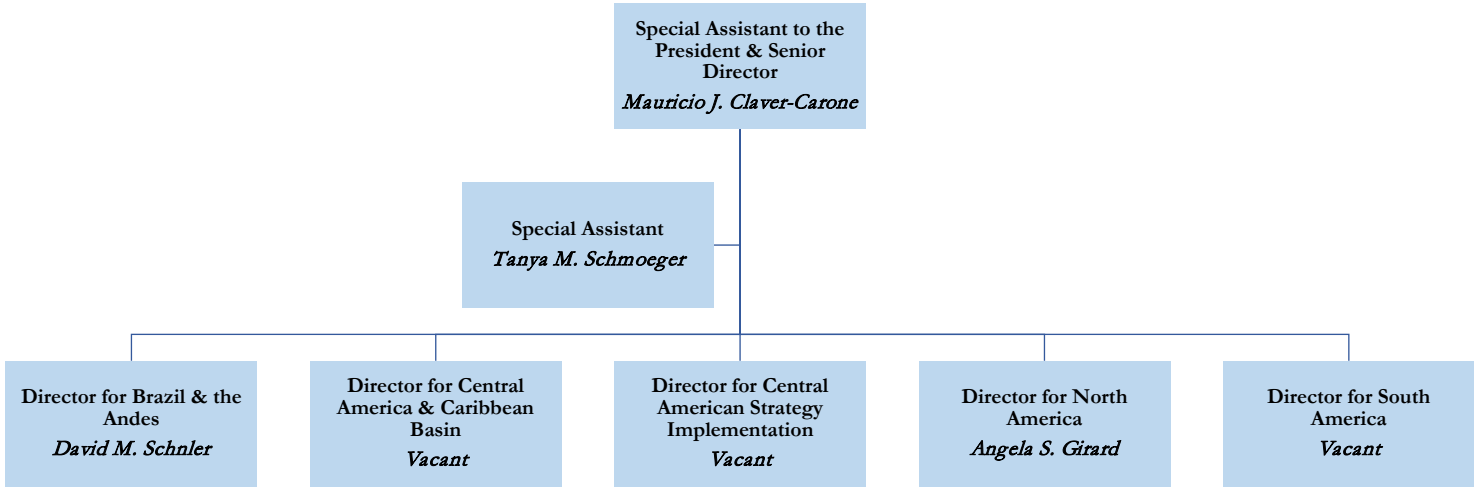 Special Assistant to the
President & Senior
Director
Mauricio J. Claver-Carone
Special Assistant
Tanya M. Schmoeger
Director for Brazil & the
Andes
David M. Schnler
Director for Central
America & Caribbean
Basin
Vacant
Director for Central
American Strategy
Implementation
Vacant
Director for North
America
Angela S. Girard
Director for South
America
Vacant